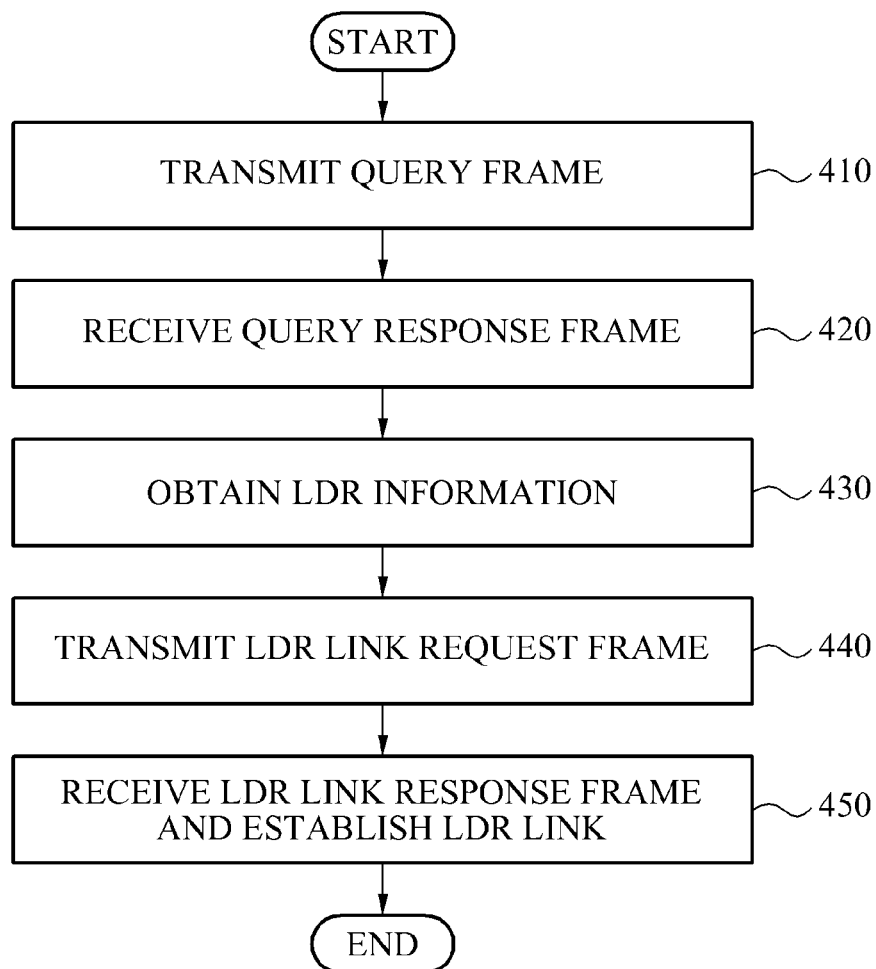 START
TRANSMIT QUERY FRAME
410
RECEIVE QUERY RESPONSE FRAME
420
OBTAIN LDR INFORMATION
430
TRANSMIT LDR LINK REQUEST FRAME
440
RECEIVE LDR LINK RESPONSE FRAME
AND ESTABLISH LDR LINK
450
END